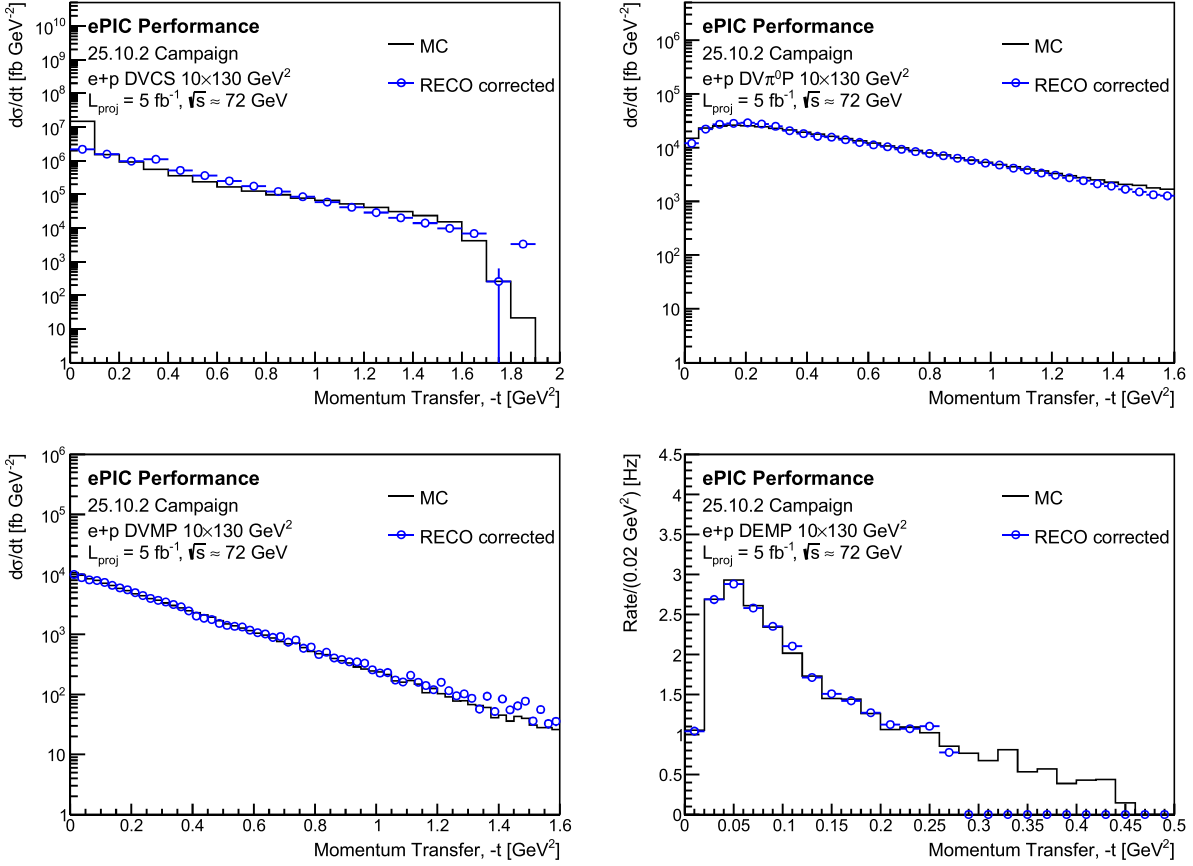 dσ/dt [fb GeV⁻²]
10¹⁰
10⁹
10⁸
10⁷
10⁶
10⁵
10⁴
10³
10²
10
1
ePIC Performance
25.10.2 Campaign
e+p DVCS 10×130 GeV²
L_proj = 5 fb⁻¹, √s ≈ 72 GeV
MC
RECO corrected
0 0.2 0.4 0.6 0.8 1 1.2 1.4 1.6 1.8 2
Momentum Transfer, -t [GeV²]
dσ/dt [fb GeV⁻²]
10⁶
10⁵
10⁴
10³
10²
10
1
ePIC Performance
25.10.2 Campaign
e+p DVπ⁰P 10×130 GeV²
L_proj = 5 fb⁻¹, √s ≈ 72 GeV
MC
RECO corrected
0 0.2 0.4 0.6 0.8 1 1.2 1.4 1.6
Momentum Transfer, -t [GeV²]
dσ/dt [fb GeV⁻²]
10⁶
10⁵
10⁴
10³
10²
10
1
ePIC Performance
25.10.2 Campaign
e+p DVMP 10×130 GeV²
L_proj = 5 fb⁻¹, √s ≈ 72 GeV
MC
RECO corrected
0 0.2 0.4 0.6 0.8 1 1.2 1.4 1.6
Momentum Transfer, -t [GeV²]
Rate/(0.02 GeV²) [Hz]
4.5
4
3.5
3
2.5
2
1.5
1
0.5
0
ePIC Performance
25.10.2 Campaign
e+p DEMP 10×130 GeV²
L_proj = 5 fb⁻¹, √s ≈ 72 GeV
MC
RECO corrected
0 0.05 0.1 0.15 0.2 0.25 0.3 0.35 0.4 0.45 0.5
Momentum Transfer, -t [GeV²]